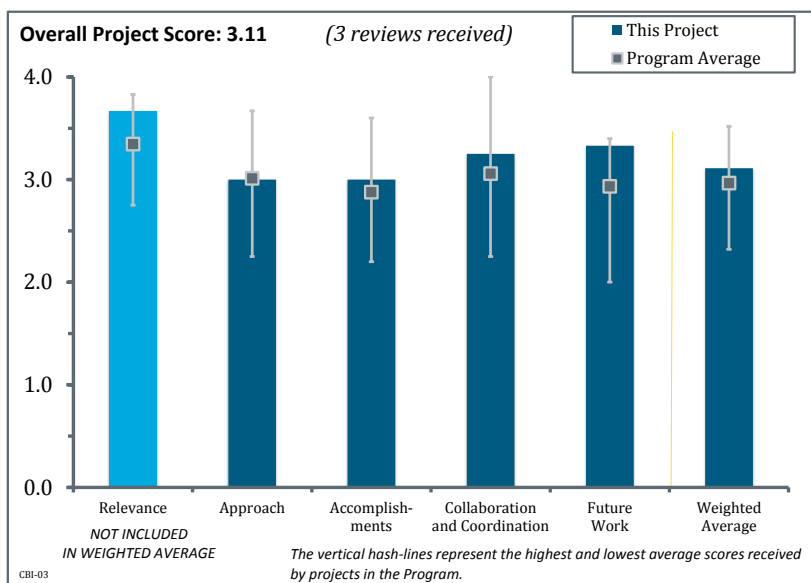 Overall Project Score: 3.11 (3 reviews received)
This Project
Program Average
4.0
3.0
2.0
1.0
0.0
Relevance
Approach
Accomplish-
ments
Collaboration
and Coordination
Future
Work
Weighted
Average
NOT INCLUDED
IN WEIGHTED AVERAGE
The vertical hash-lines represent the highest and lowest average scores received
by projects in the Program.
CBI-03